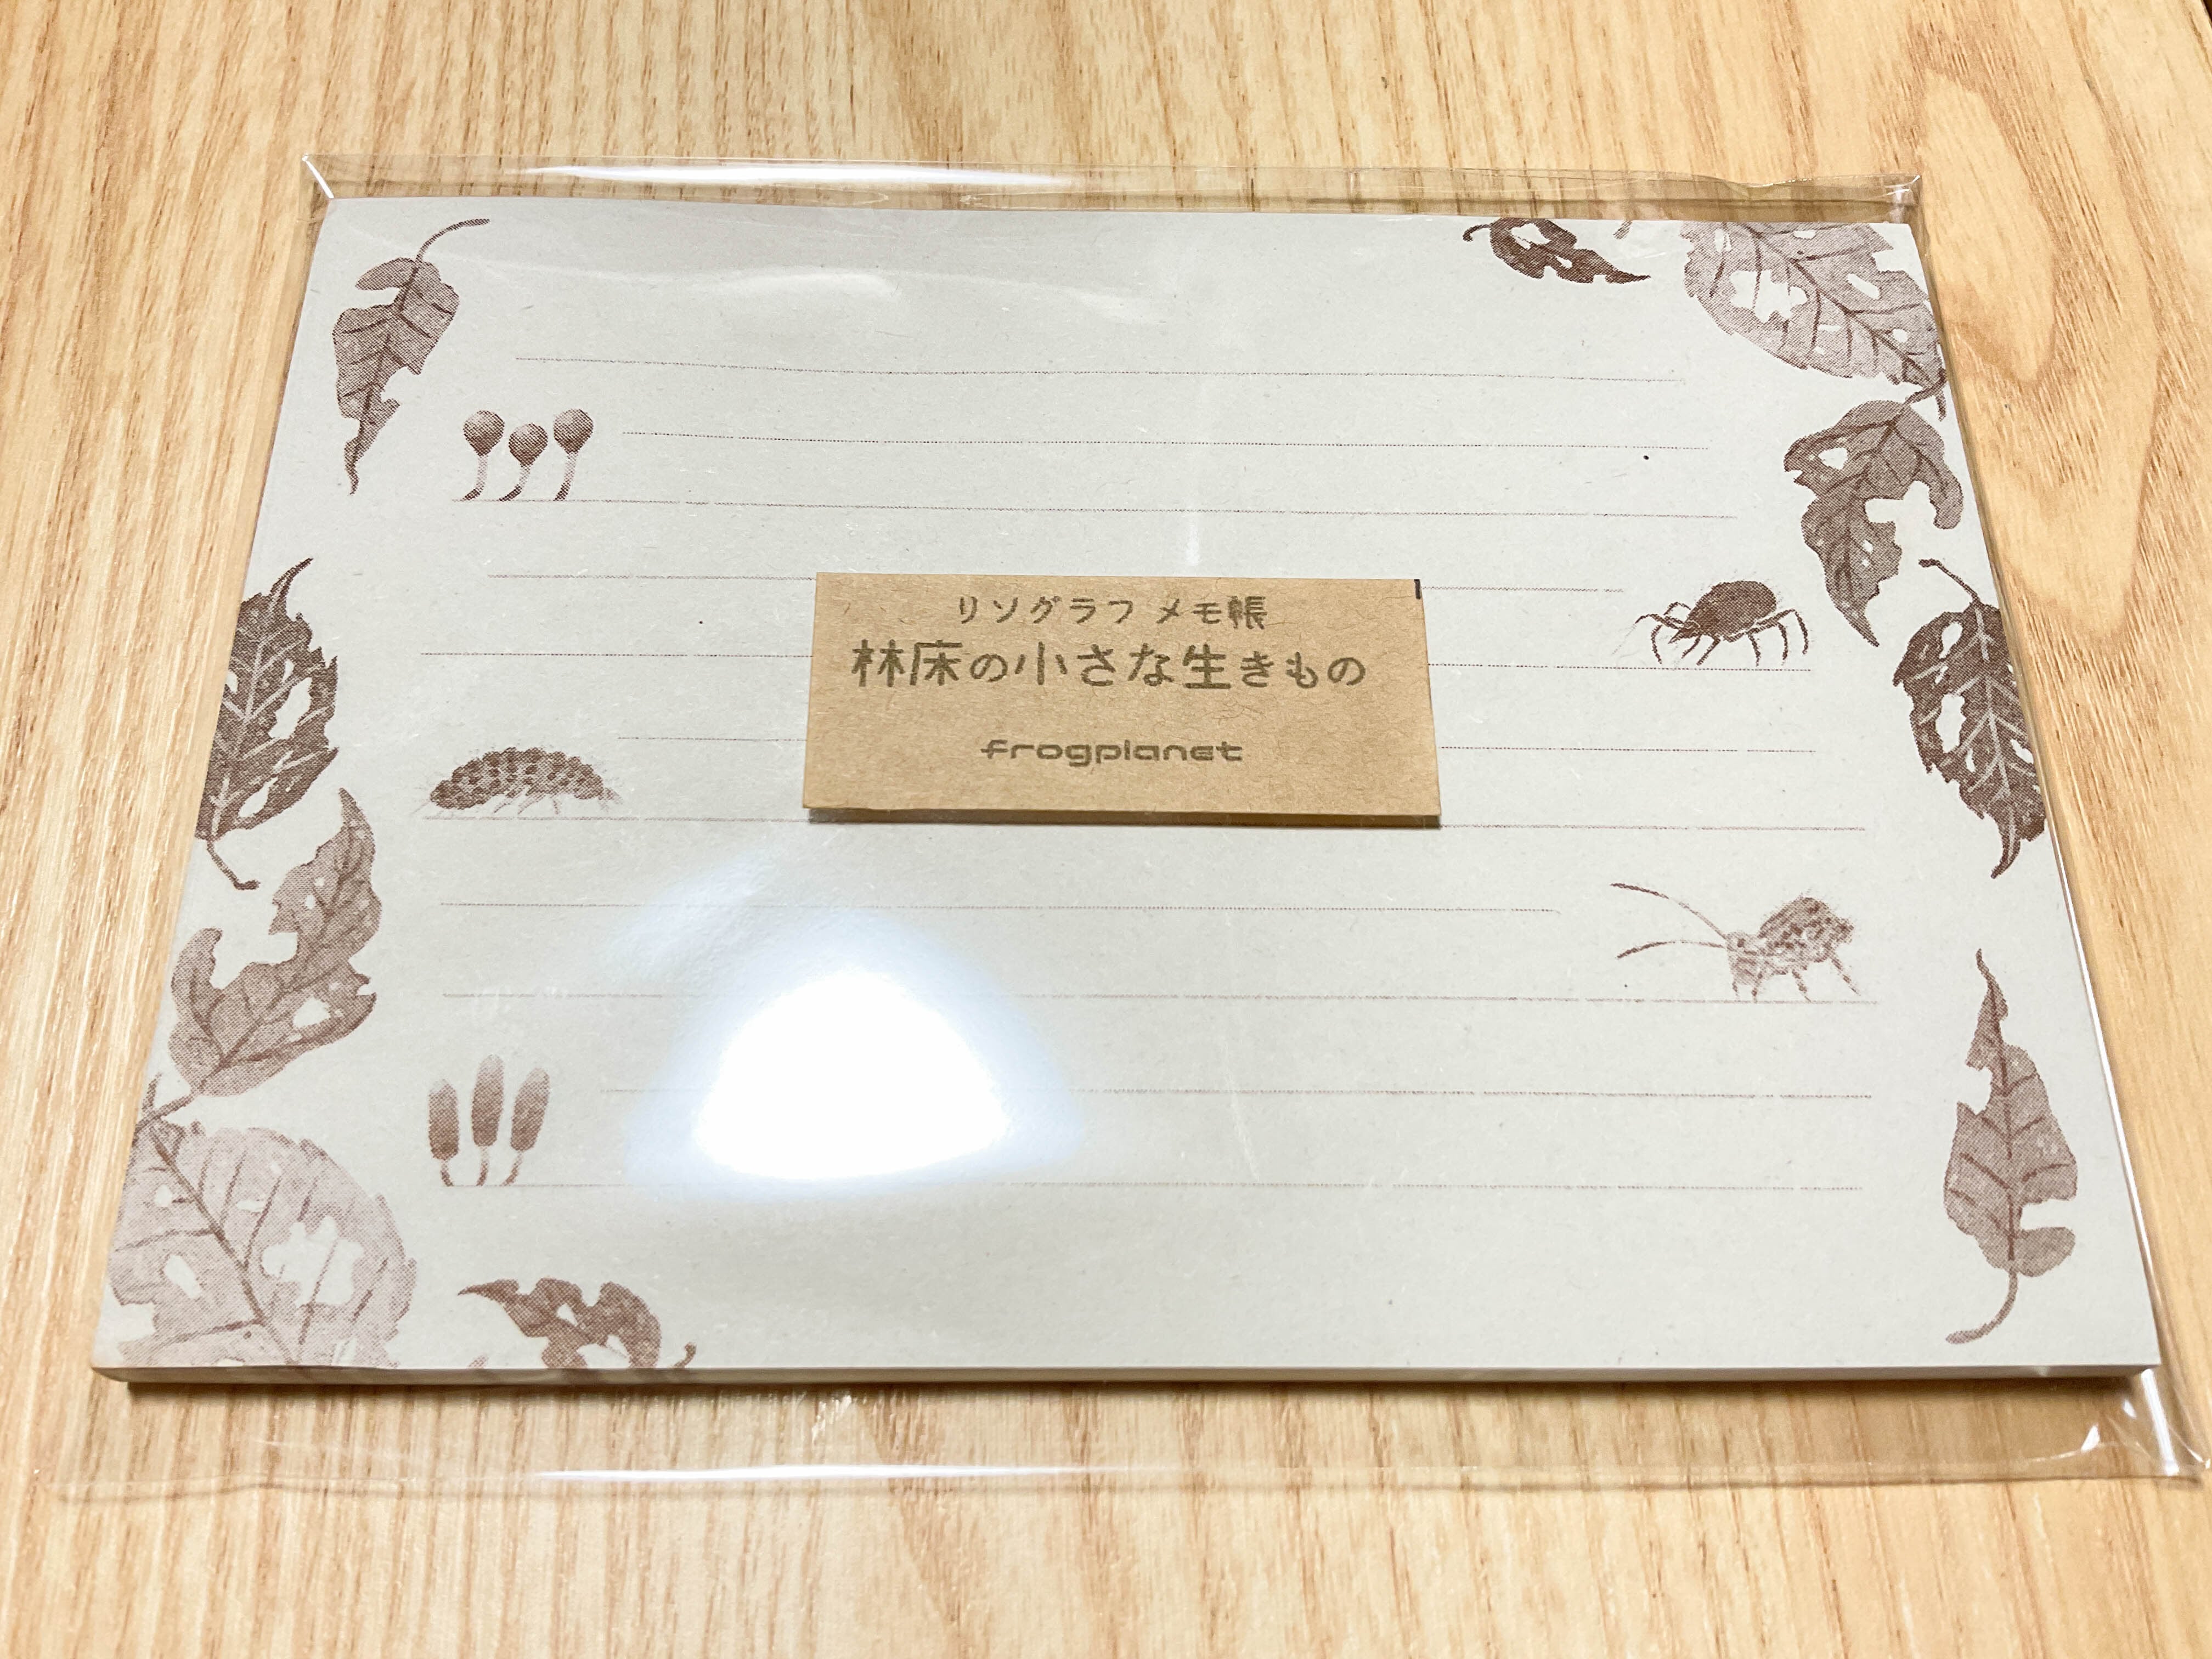 リソグラフ メモ帳
林床の小さな生きもの
frogplanet